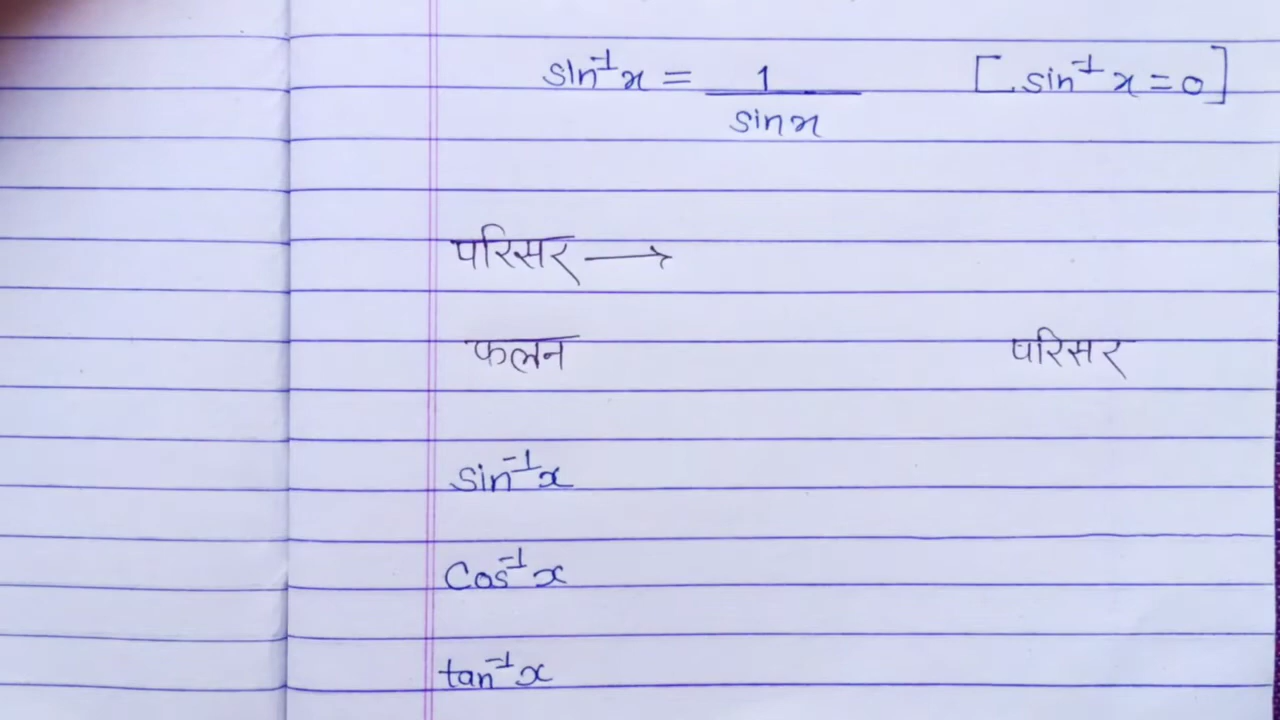 sin⁻¹x = 1/sinx [sin⁻¹x = 0]
परिसर →
फलन परिसर
sin⁻¹x
Cos⁻¹x
tan⁻¹x